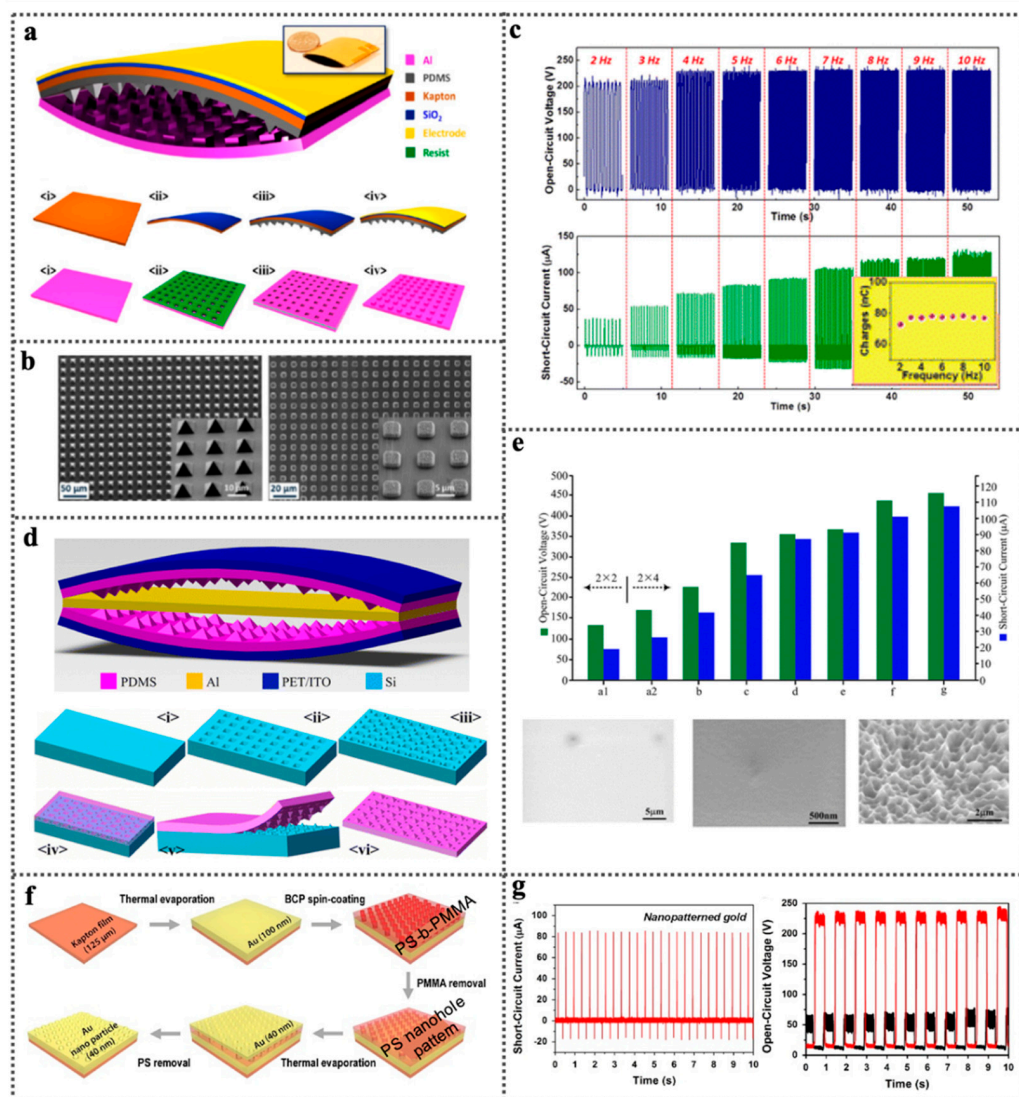 a
Al
PDMS
Kapton
SiO₂
Electrode
Resist
<i> <ii> <iii> <iv>
<i> <ii> <iii> <iv>
b
50 μm
10 μm
20 μm
5 μm
c
2 Hz 3 Hz 4 Hz 5 Hz 6 Hz 7 Hz 8 Hz 9 Hz 10 Hz
Open-Circuit Voltage (V)
250
200
150
100
50
0
0 10 20 30 40 50
Time (s)
Short-Circuit Current (μA)
150
100
50
0
-50
0 10 20 30 40 50
Time (s)
Charges (nC)
100
80
60
2 4 6 8 10
Frequency (Hz)
d
PDMS Al PET/ITO Si
<i> <ii> <iii>
<iv> <v> <vi>
e
Open-Circuit Voltage (V)
500
450
400
350
300
250
200
150
100
50
0
2×2 2×4
a1 a2 b c d e f g
120
110
100
90
80
70
60
50
40
30
20
10
0
Short-Circuit Current (μA)
5μm
500nm
2μm
f
Thermal evaporation BCP spin-coating
Kapton film
(125 μm)
Au (100 nm)
PS-b-PMMA
PMMA removal
Au
nano particle
(40 nm)
Au (40 nm)
PS nanohole
pattern
PS removal Thermal evaporation
g
Nanopatterned gold
Short-Circuit Current (μA)
100
80
60
40
20
0
-20
0 1 2 3 4 5 6 7 8 9 10
Time (s)
Open-Circuit Voltage (V)
250
200
150
100
50
0
0 1 2 3 4 5 6 7 8 9 10
Time (s)